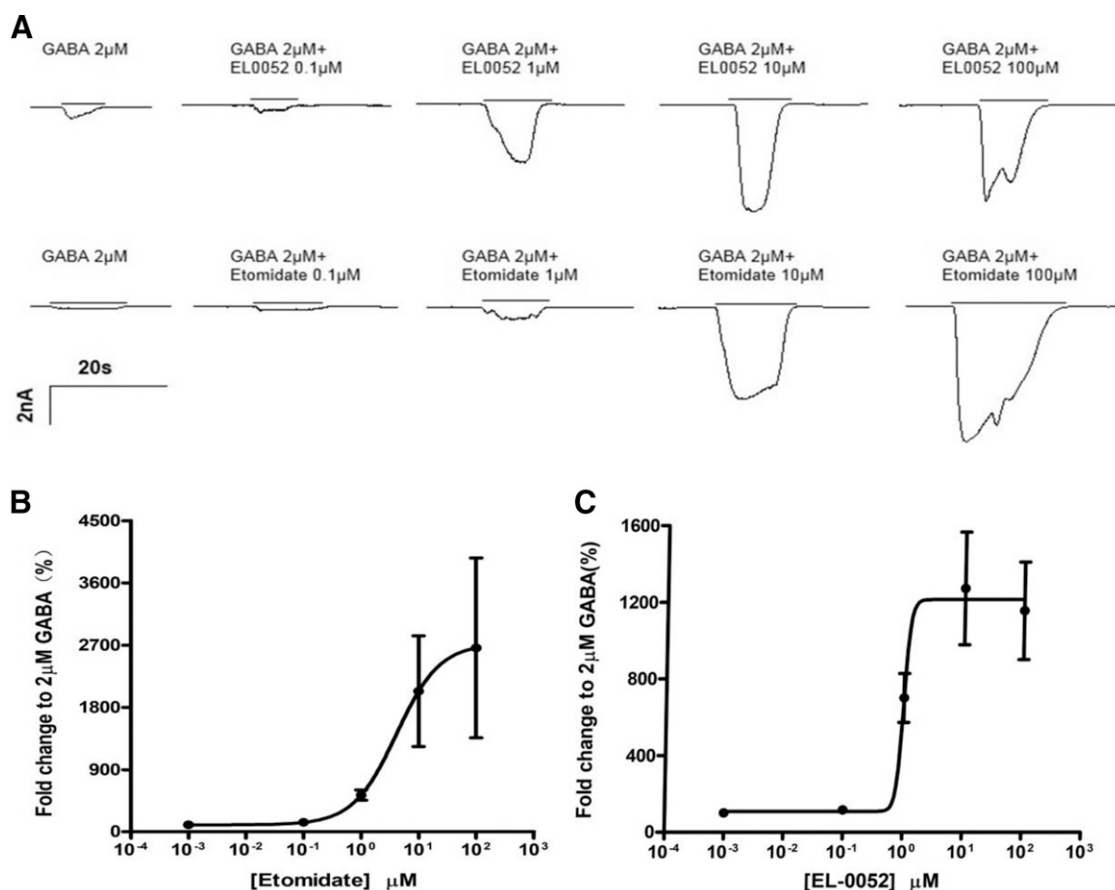 A
GABA 2μM
GABA 2μM+
EL0052 0.1μM
GABA 2μM+
EL0052 1μM
GABA 2μM+
EL0052 10μM
GABA 2μM+
EL0052 100μM
GABA 2μM
GABA 2μM+
Etomidate 0.1μM
GABA 2μM+
Etomidate 1μM
GABA 2μM+
Etomidate 10μM
GABA 2μM+
Etomidate 100μM
20s
2nA
B
Fold change to 2μM GABA (%)
4500
3600
2700
1800
900
0
10⁻⁴ 10⁻³ 10⁻² 10⁻¹ 10⁰ 10¹ 10² 10³
[Etomidate] μM
C
Fold change to 2μM GABA(%)
1600
1200
800
400
0
10⁻⁴ 10⁻³ 10⁻² 10⁻¹ 10⁰ 10¹ 10² 10³
[EL-0052] μM